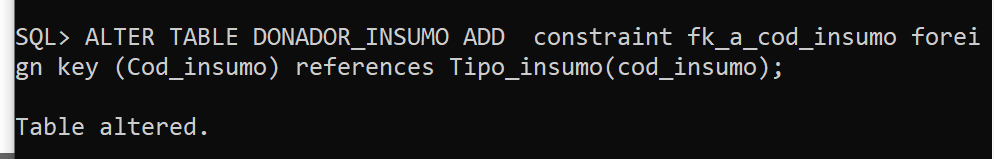 SQL> ALTER TABLE DONADOR_INSUMO ADD  constraint fk_a_cod_insumo forei
gn key (Cod_insumo) references Tipo_insumo(cod_insumo);
Table altered.